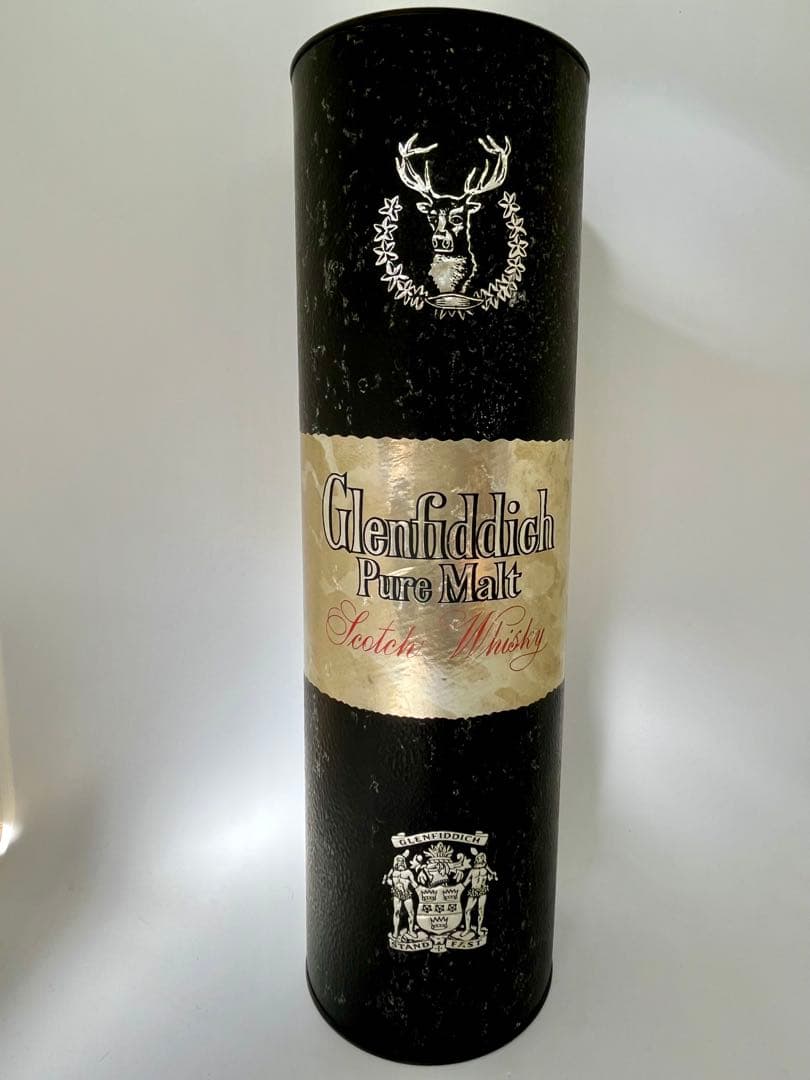 Glenfiddich
Pure Malt
Scotch Whisky
GLENFIDDICH
STAND FAST